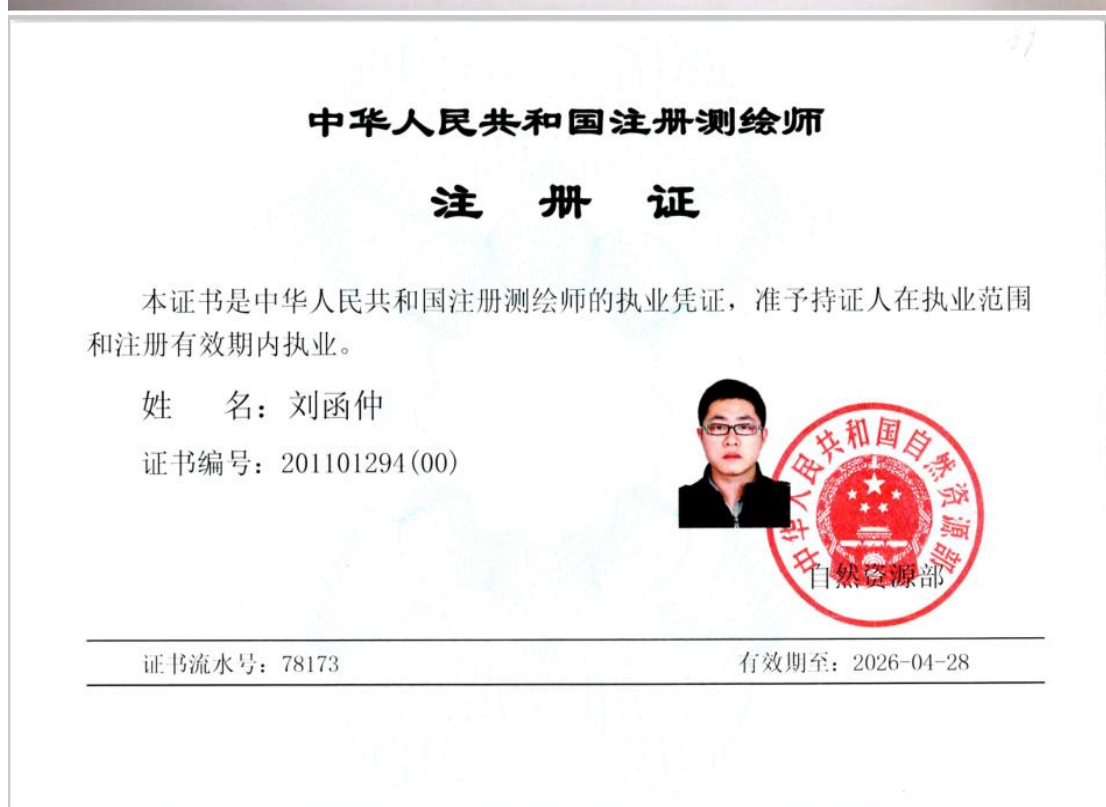 中华人民共和国注册测绘师
注 册 证
本证书是中华人民共和国注册测绘师的执业凭证，准予持证人在执业范围
和注册有效期内执业。
姓 名：刘函仲
证书编号：201101294(00)
中华人民共和国自然资源部
自然资源部
证书流水号：78173
有效期至：2026-04-28